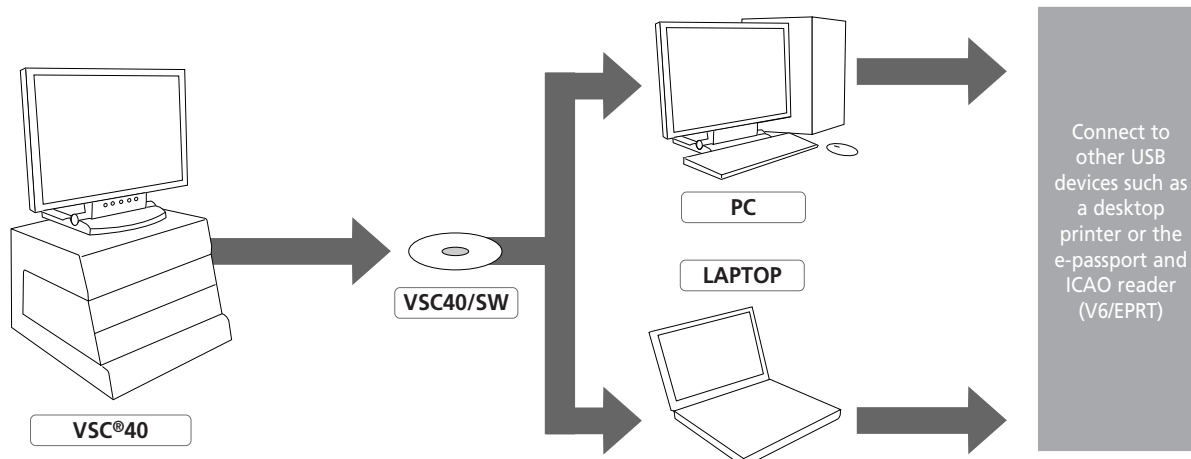 VSC®40
VSC40/SW
PC
LAPTOP
Connect to
other USB
devices such as
a desktop
printer or the
e-passport and
ICAO reader
(V6/EPRT)